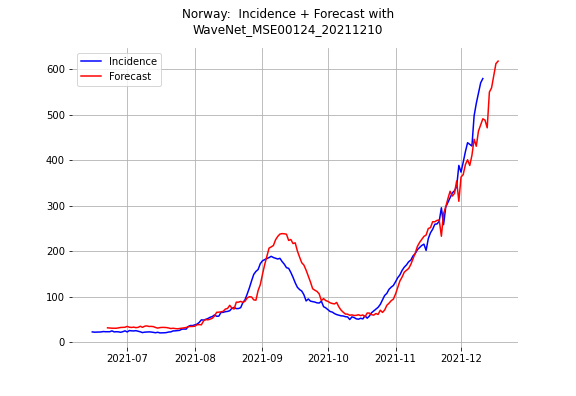 Norway:  Incidence + Forecast with
WaveNet_MSE00124_20211210
Incidence
Forecast
600
500
400
300
200
100
0
2021-07 2021-08 2021-09 2021-10 2021-11 2021-12